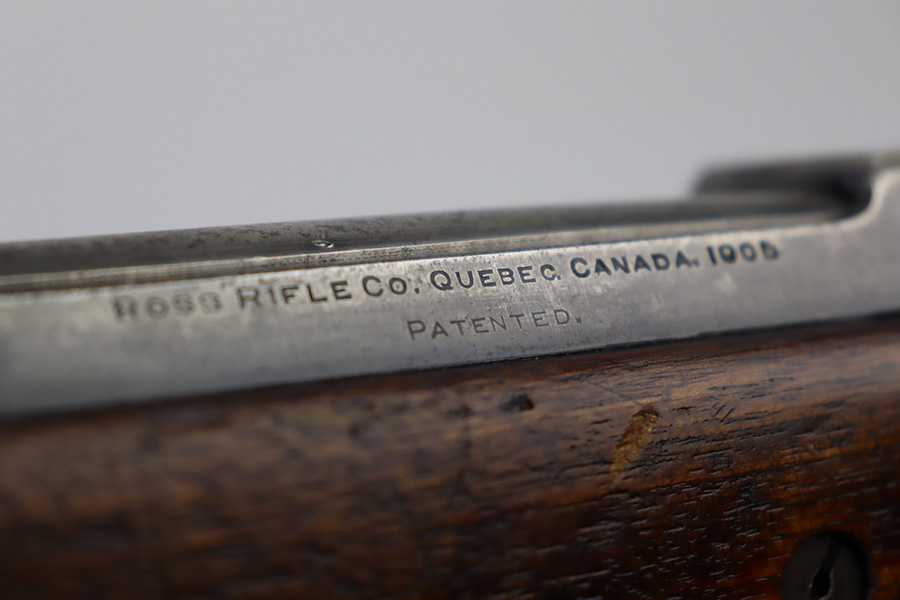 ROSS RIFLE CO. QUEBEC. CANADA. 1905
PATENTED.